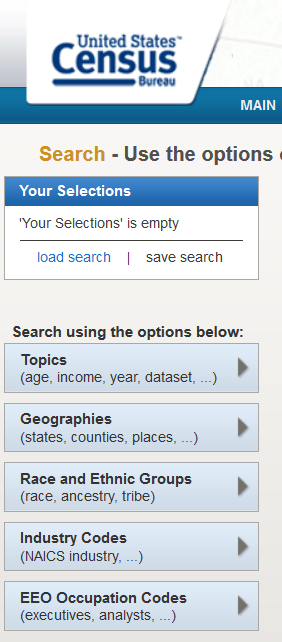 United States™
Census
Bureau
MAIN
Search - Use the options
Your Selections
'Your Selections' is empty
load search | save search
Search using the options below:
Topics
(age, income, year, dataset, ...)
Geographies
(states, counties, places, ...)
Race and Ethnic Groups
(race, ancestry, tribe)
Industry Codes
(NAICS industry, ...)
EEO Occupation Codes
(executives, analysts, ...)